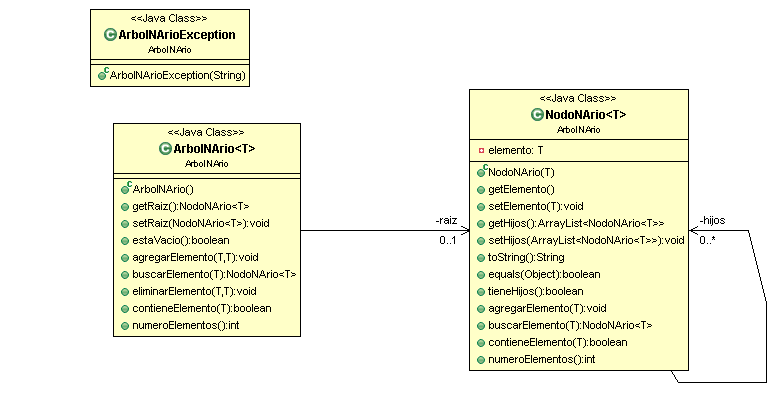 <<Java Class>>
ArbolNArioException
ArbolNArio
ArbolNArioException(String)
<<Java Class>>
ArbolNArio<T>
ArbolNArio
ArbolNArio()
getRaiz():NodoNArio<T>
setRaiz(NodoNArio<T>):void
estaVacio():boolean
agregarElemento(T,T):void
buscarElemento(T):NodoNArio<T>
eliminarElemento(T,T):void
contieneElemento(T):boolean
numeroElementos():int
-raiz
0..1
<<Java Class>>
NodoNArio<T>
ArbolNArio
elemento: T
NodoNArio(T)
getElemento()
setElemento(T):void
getHijos():ArrayList<NodoNArio<T>>
setHijos(ArrayList<NodoNArio<T>>):void
toString():String
equals(Object):boolean
tieneHijos():boolean
agregarElemento(T):void
buscarElemento(T):NodoNArio<T>
contieneElemento(T):boolean
numeroElementos():int
-hijos
0..*